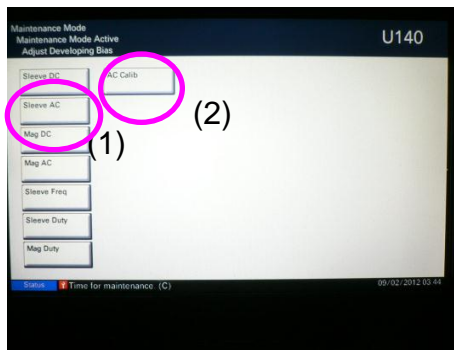 Maintenance Mode
Maintenance Mode Active
Adjust Developing Bias
U140
Sleeve DC
AC Calib
Sleeve AC
(2)
Mag DC
(1)
Mag AC
Sleeve Freq
Sleeve Duty
Mag Duty
Status
Time for maintenance. (C)
09/02/2012 03:44